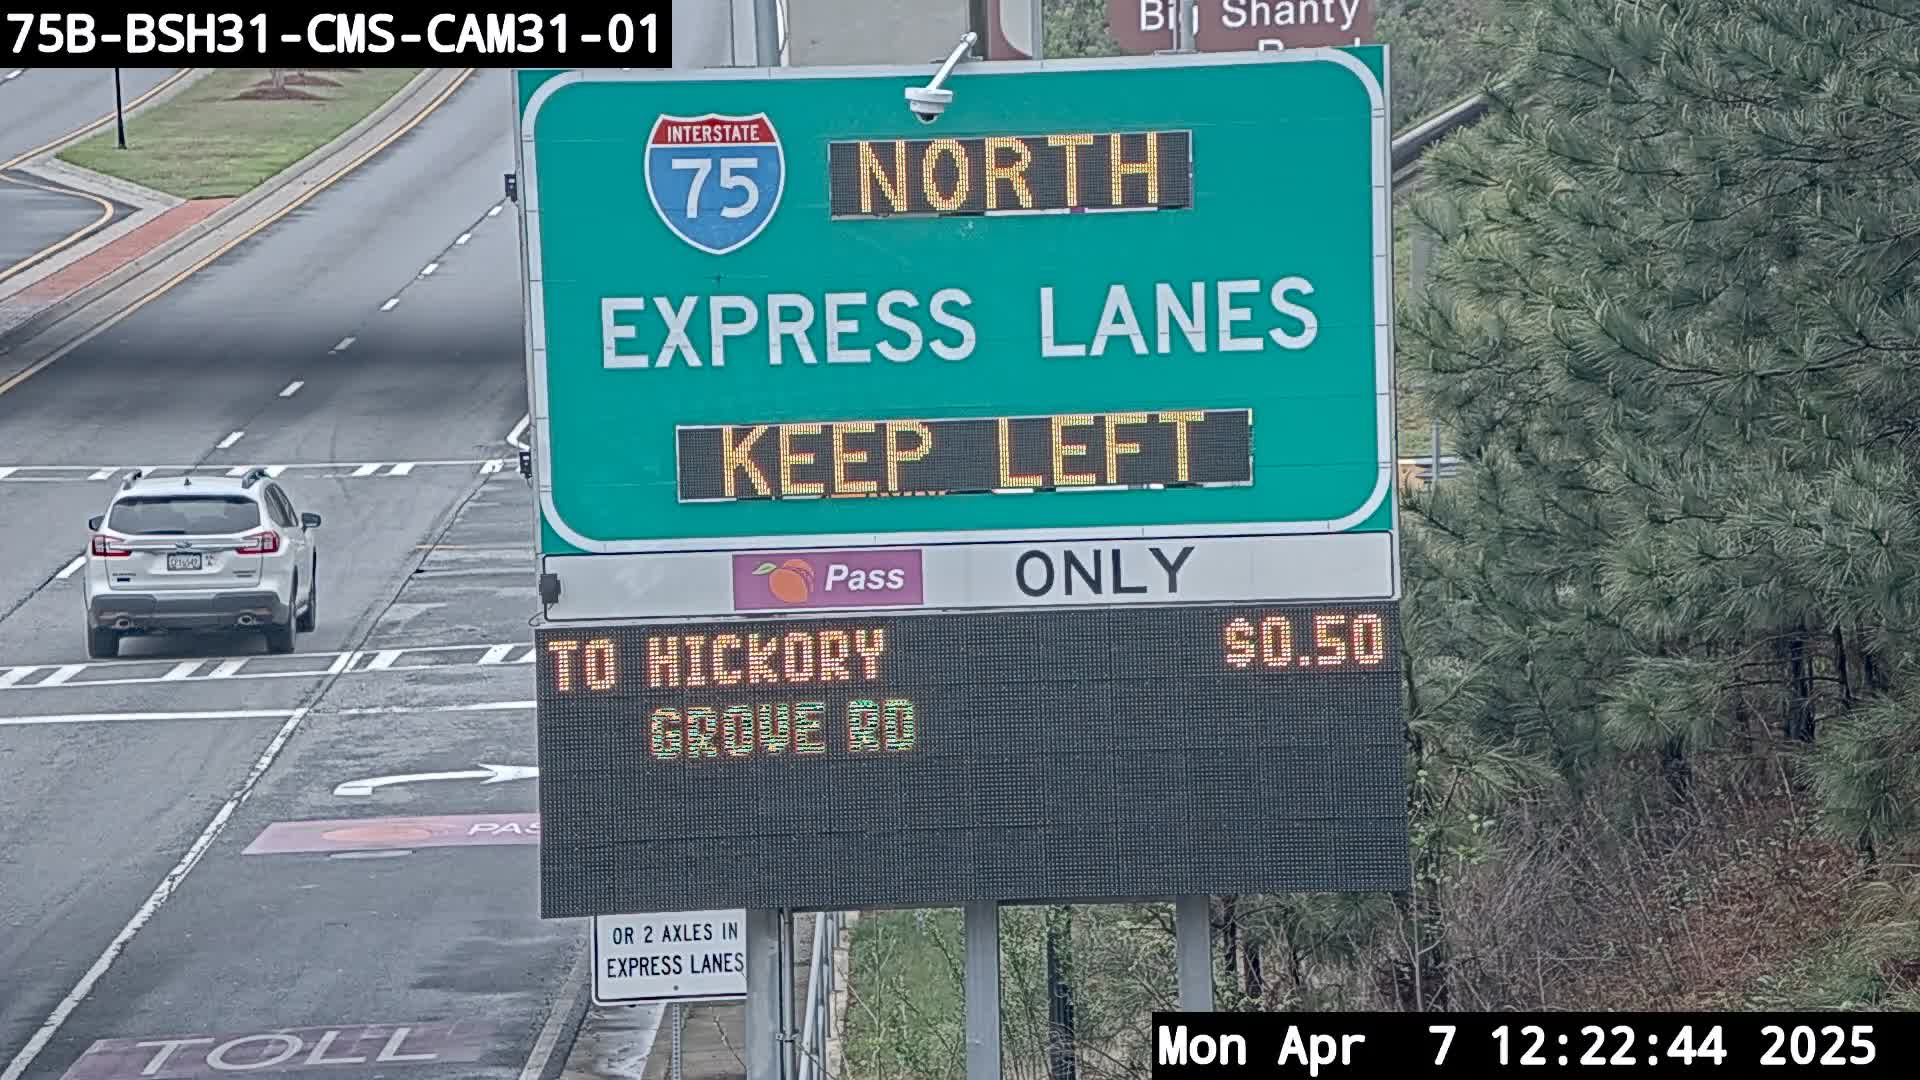 75B-BSH31-CMS-CAM31-01
Big Shanty
INTERSTATE
75
NORTH
EXPRESS LANES
KEEP LEFT
Pass ONLY
TO HICKORY $0.50
GROVE RD
OR 2 AXLES IN
EXPRESS LANES
TOLL
Mon Apr 7 12:22:44 2025